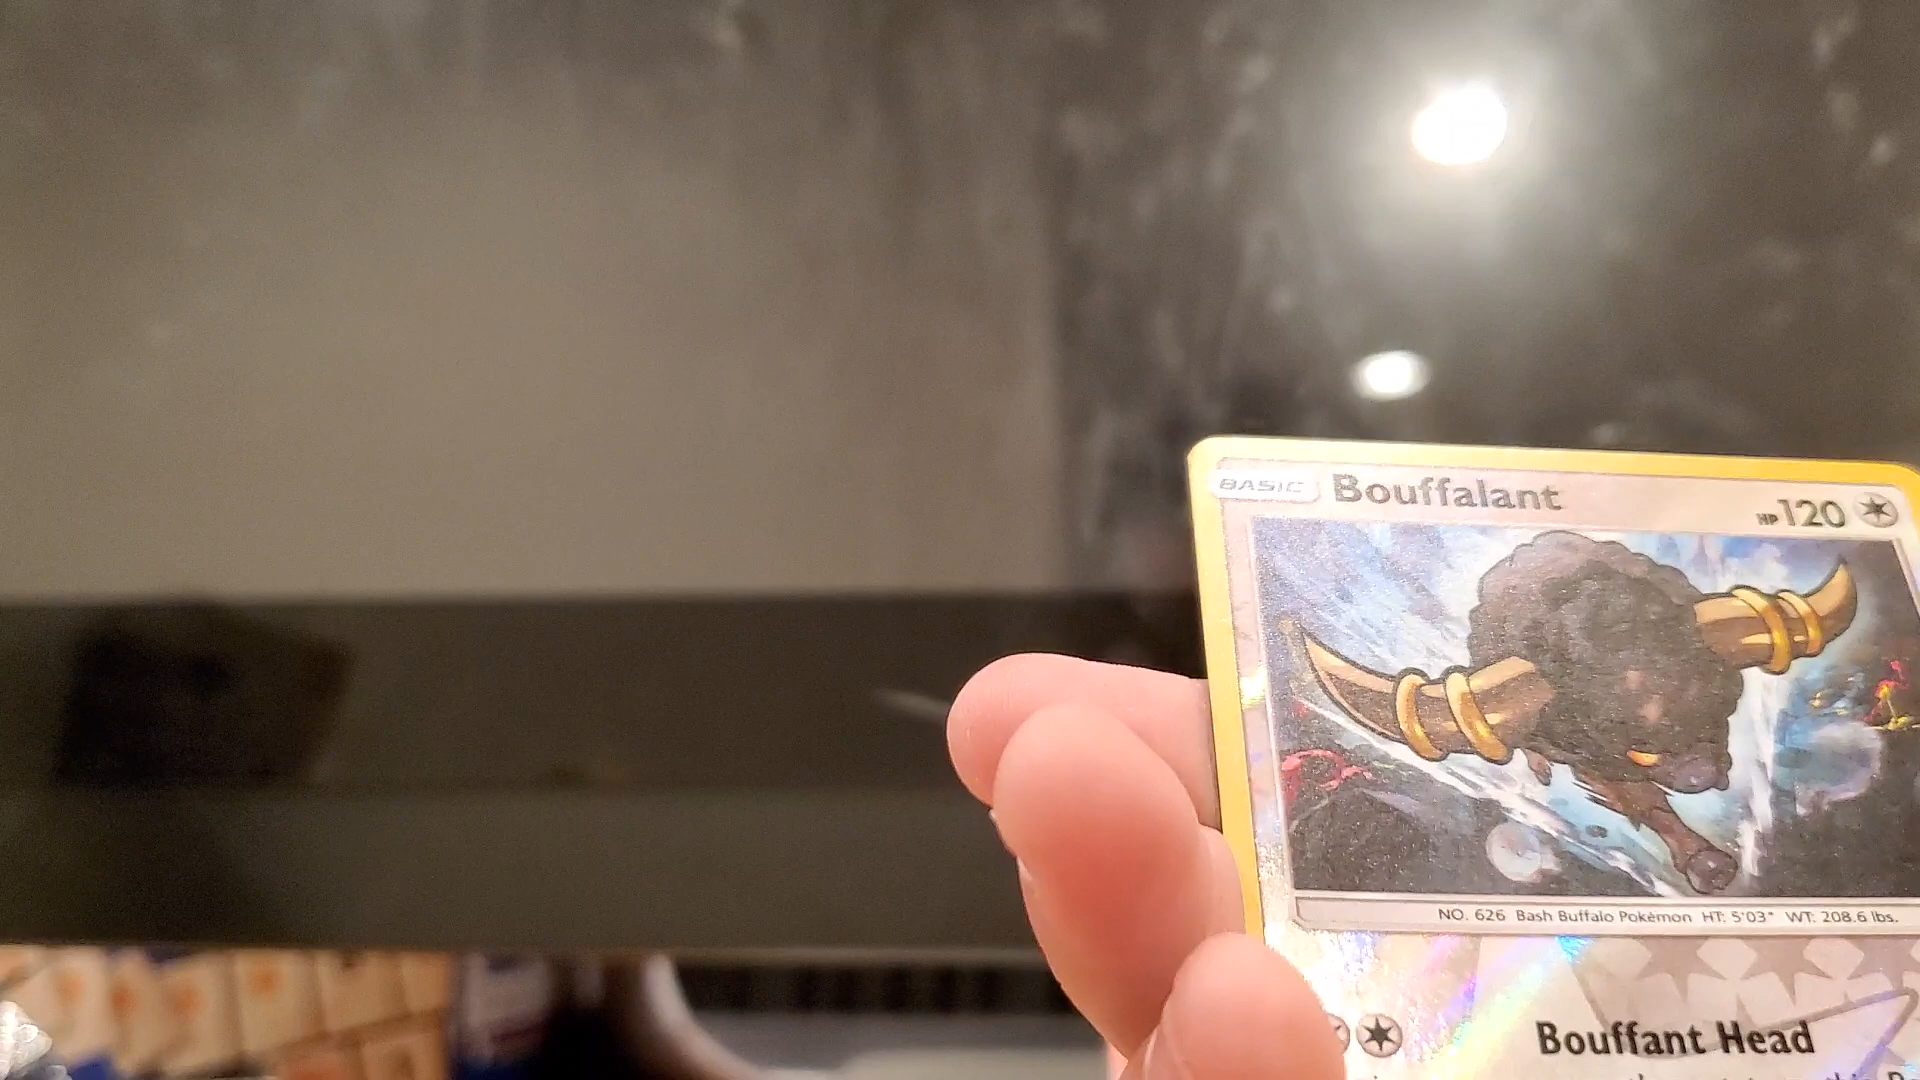 BASIC Bouffalant HP120
NO. 626 Bash Buffalo Pokémon HT: 5'03" WT: 208.6 lbs.
Bouffant Head